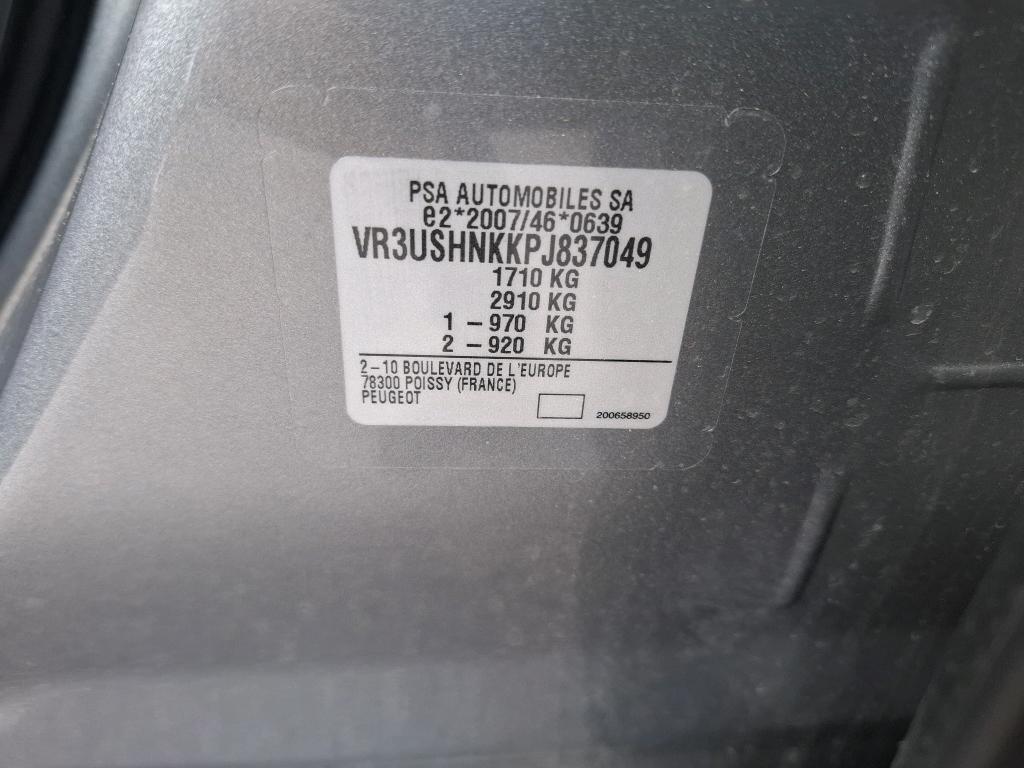 PSA AUTOMOBILES SA
e2*2007/46*0639
VR3USHNKKPJ837049
1710 KG
2910 KG
1 – 970 KG
2 – 920 KG
2–10 BOULEVARD DE L'EUROPE
78300 POISSY (FRANCE)
PEUGEOT
200658950